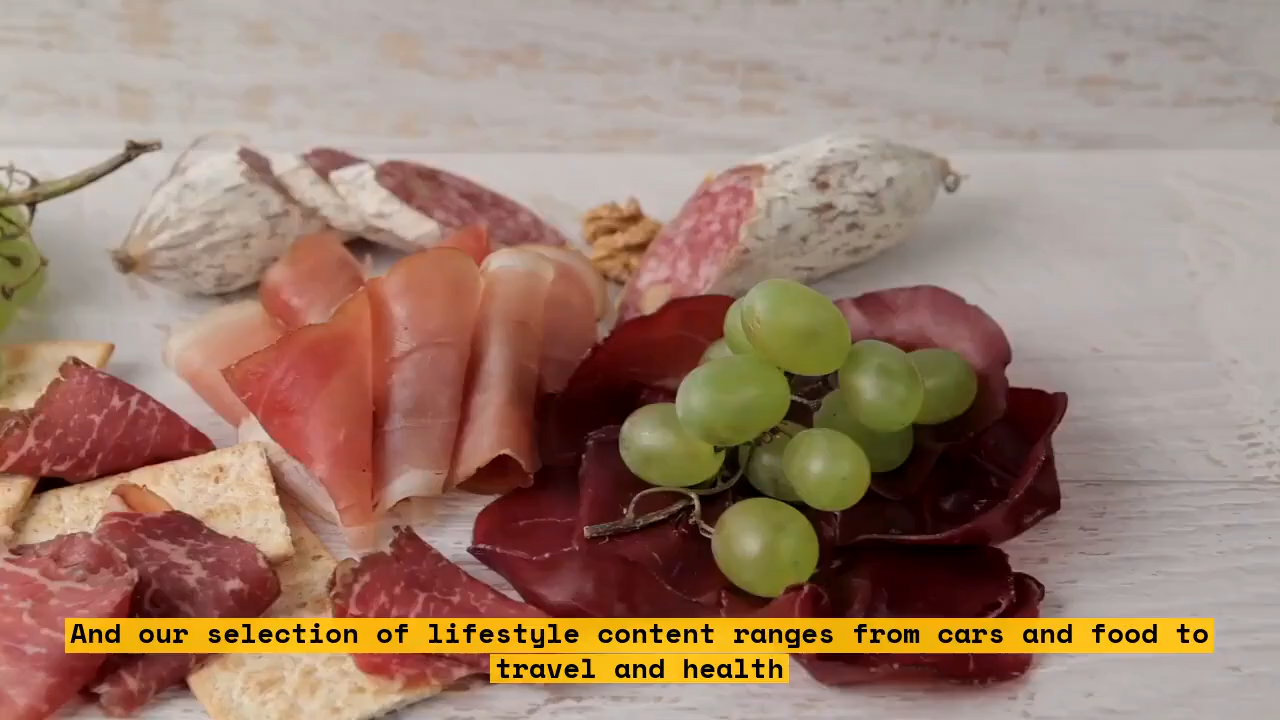 And our selection of lifestyle content ranges from cars and food to
travel and health